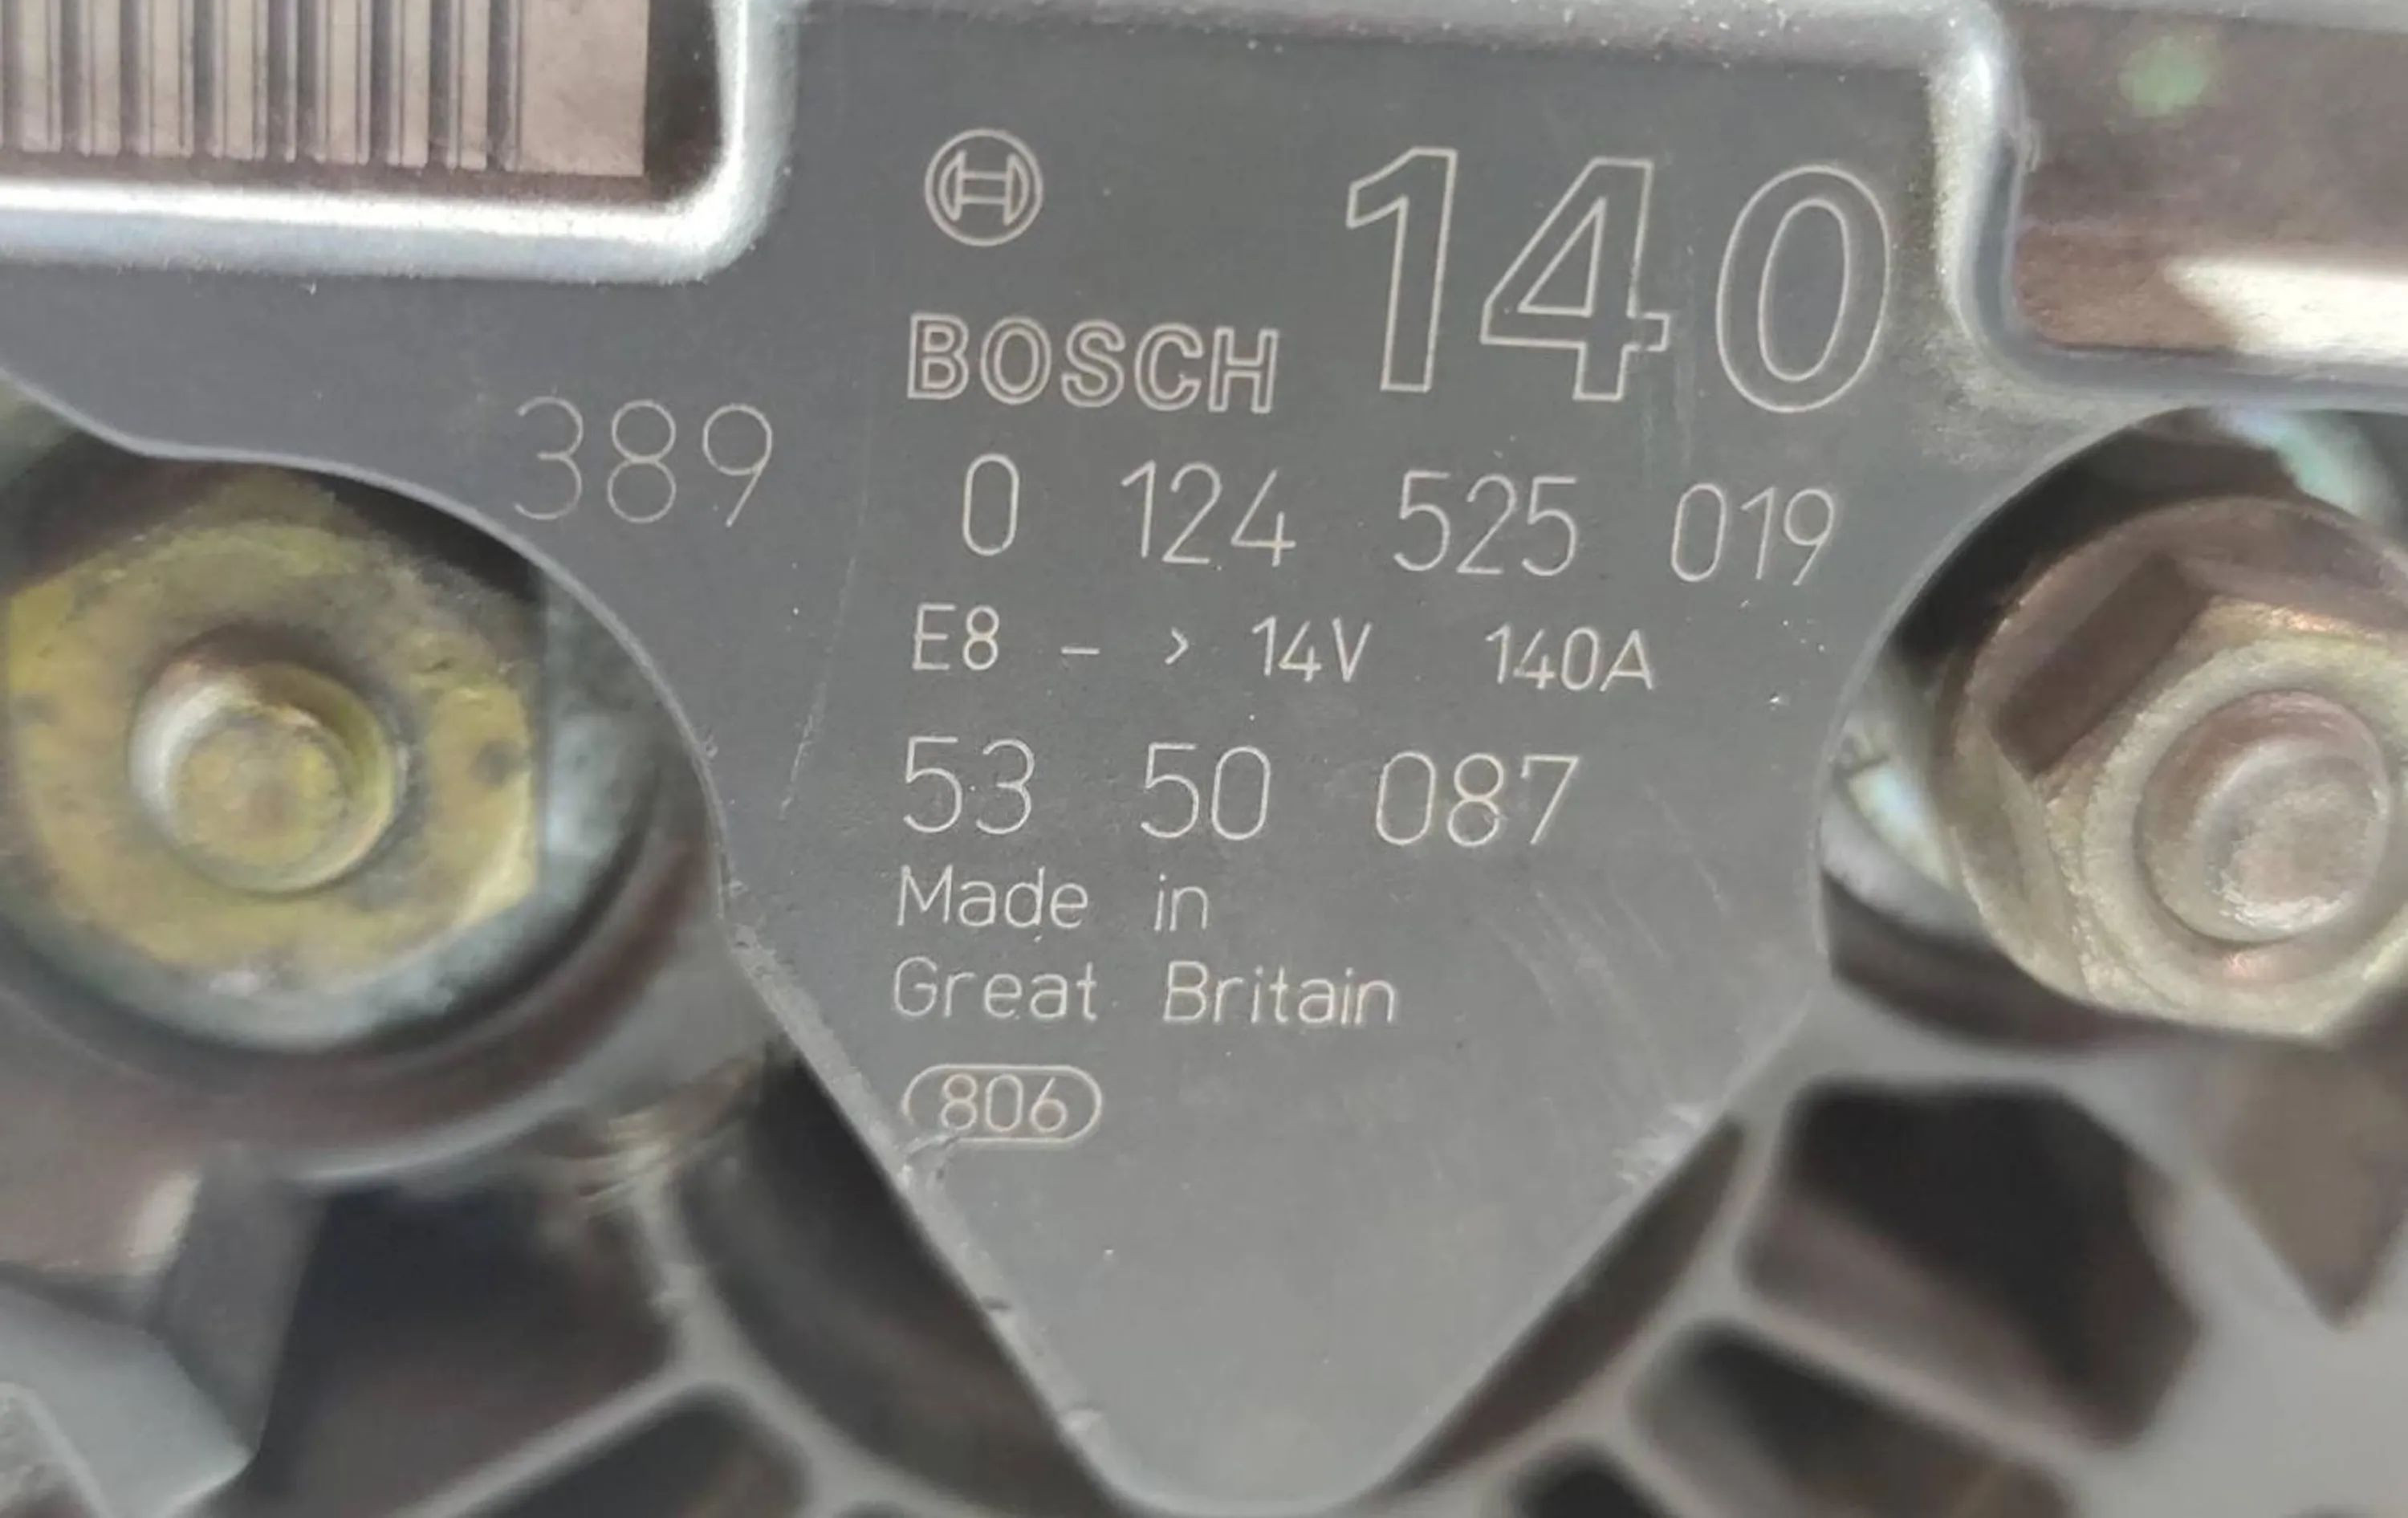 140
BOSCH
389
0 124 525 019
E8 - > 14V 140A
53 50 087
Made in
Great Britain
806